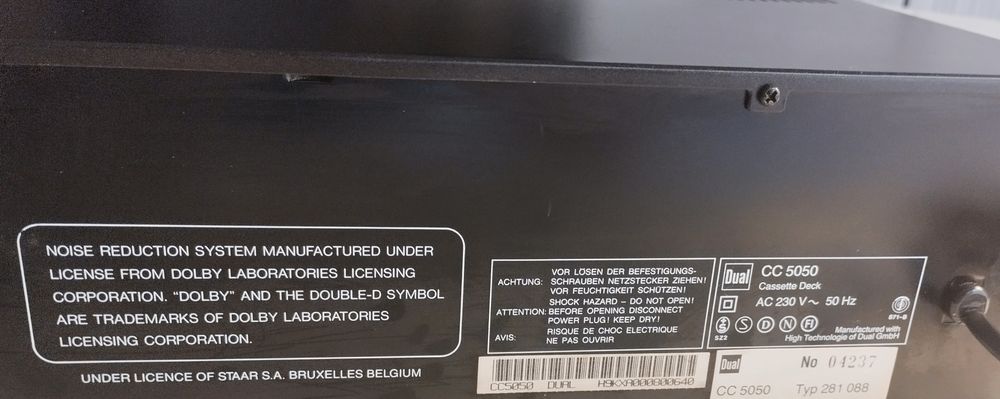 NOISE REDUCTION SYSTEM MANUFACTURED UNDER
LICENSE FROM DOLBY LABORATORIES LICENSING
CORPORATION. "DOLBY" AND THE DOUBLE-D SYMBOL
ARE TRADEMARKS OF DOLBY LABORATORIES
LICENSING CORPORATION.
UNDER LICENCE OF STAAR S.A. BRUXELLES BELGIUM
ACHTUNG: VOR LÖSEN DER BEFESTIGUNGS-
SCHRAUBEN NETZSTECKER ZIEHEN!
VOR FEUCHTIGKEIT SCHÜTZEN!
SHOCK HAZARD – DO NOT OPEN!
ATTENTION: BEFORE OPENING DISCONNECT
POWER PLUG! KEEP DRY!
AVIS: RISQUE DE CHOC ELECTRIQUE
NE PAS OUVRIR
CC5050 DUAL H9KXA000800640
Dual CC 5050
Cassette Deck
AC 230 V ~ 50 Hz
S D N F
SZ2
671-B
Manufactured with
High Technologie of Dual GmbH
Dual No 04237
CC 5050 Typ 281 088